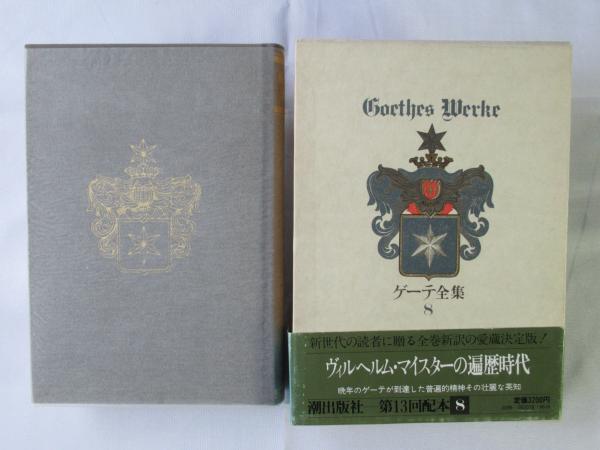 Goethes Werke
ゲーテ全集
8
新世代の読者に贈る全巻新訳の愛蔵決定版!
ヴィルヘルム・マイスターの遍歴時代
晩年のゲーテが到達した普遍的精神その壮麗な英知
潮出版社—第13回配本 8
定価3200円